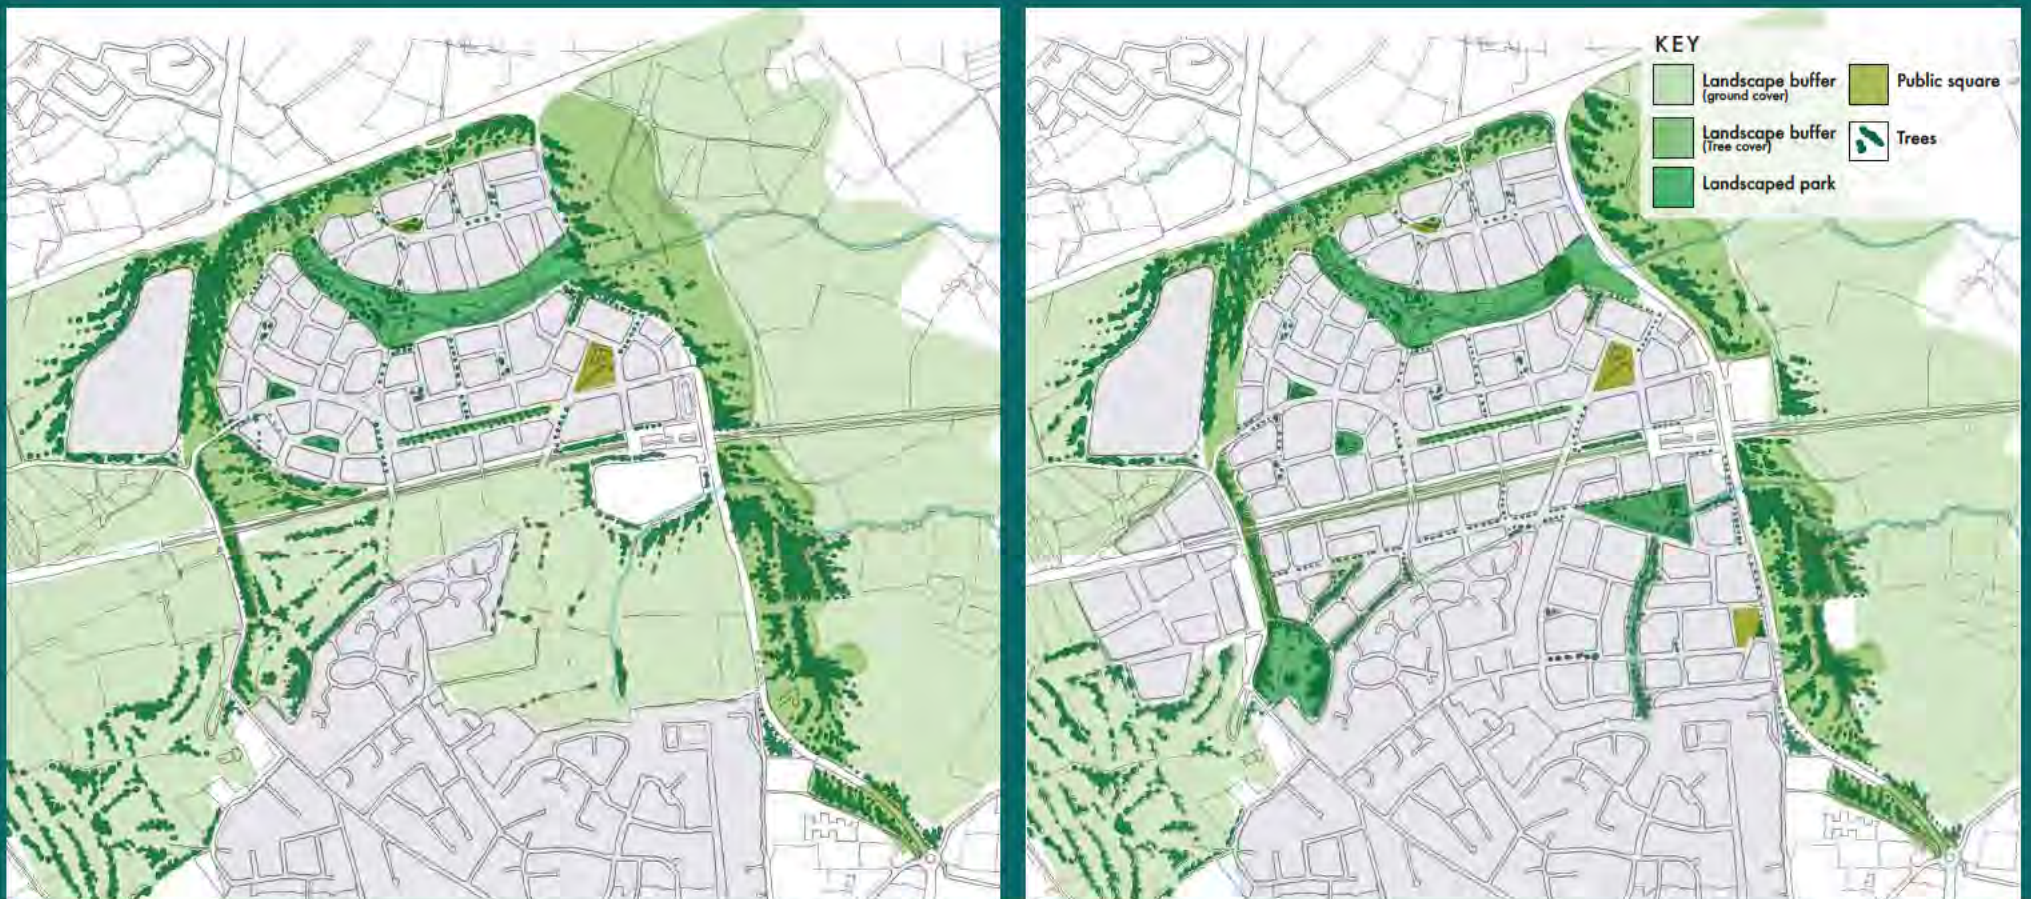 KEY
Landscape buffer
(ground cover)
Public square
Landscape buffer
(Tree cover)
Trees
Landscaped park